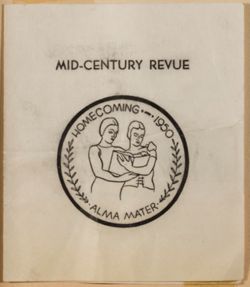 MID-CENTURY REVUE
HOMECOMING - 1950
ALMA MATER